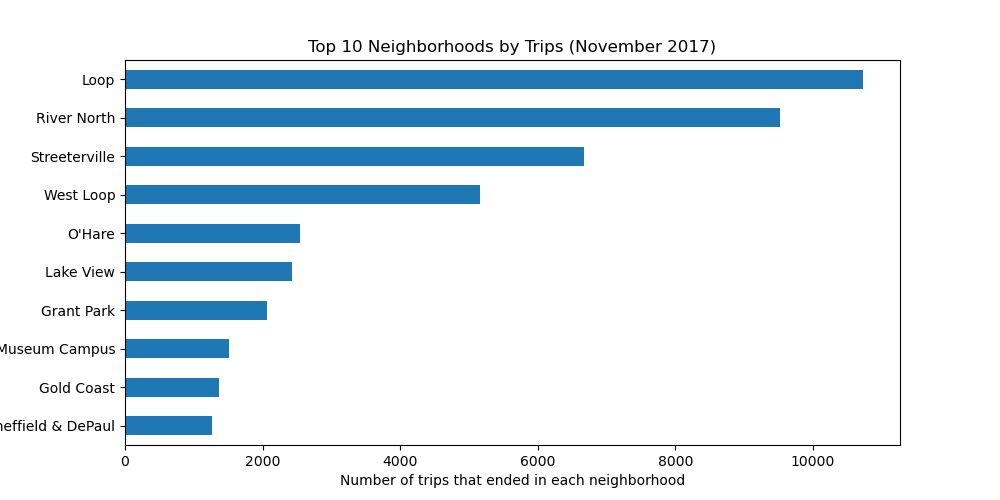 Top 10 Neighborhoods by Trips (November 2017)
Loop
River North
Streeterville
West Loop
O'Hare
Lake View
Grant Park
Museum Campus
Gold Coast
& DePaul
0 2000 4000 6000 8000 10000
Number of trips that ended in each neighborhood